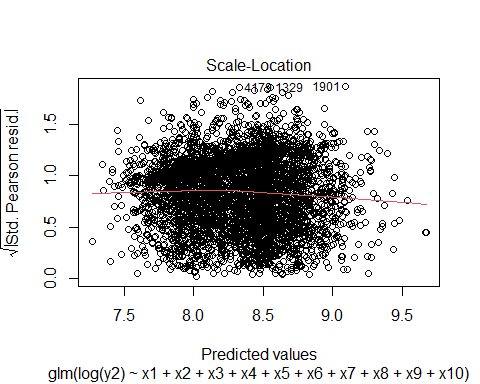 Scale-Location
4179 1329 1901
√|Std. Pearson resid.|
0.0 0.5 1.0 1.5
7.5 8.0 8.5 9.0 9.5
Predicted values
glm(log(y2) ~ x1 + x2 + x3 + x4 + x5 + x6 + x7 + x8 + x9 + x10)